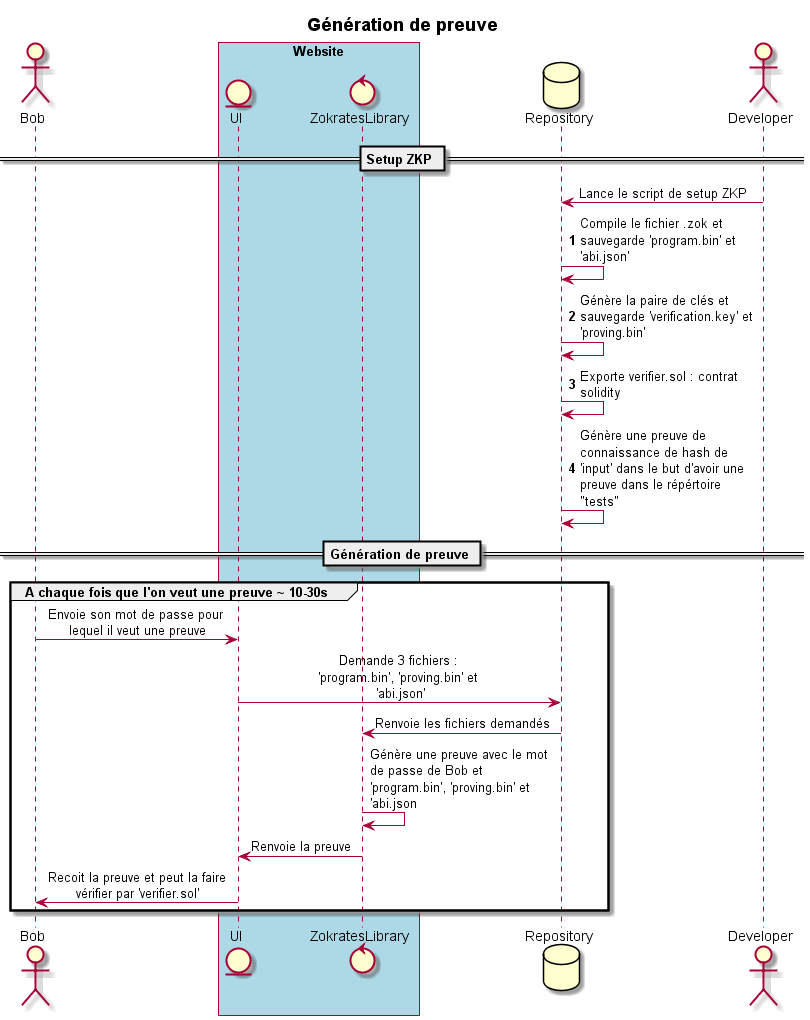 Génération de preuve
Website
Bob
UI
ZokratesLibrary
Repository
Developer
Setup ZKP
Lance le script de setup ZKP
Compile le fichier .zok et
1 sauvegarde 'program.bin' et
'abi.json'
Génère la paire de clés et
2 sauvegarde 'verification.key' et
'proving.bin'
3 Exporte verifier.sol : contrat
solidity
Génère une preuve de
connaissance de hash de
4 'input' dans le but d'avoir une
preuve dans le répértoire
"tests"
Génération de preuve
A chaque fois que l'on veut une preuve ~ 10-30s
Envoie son mot de passe pour
lequel il veut une preuve
Demande 3 fichiers :
'program.bin', 'proving.bin' et
'abi.json'
Renvoie les fichiers demandés
Génère une preuve avec le mot
de passe de Bob et
'program.bin', 'proving.bin' et
'abi.json
Renvoie la preuve
Recoit la preuve et peut la faire
vérifier par 'verifier.sol'
Bob
UI
ZokratesLibrary
Repository
Developer